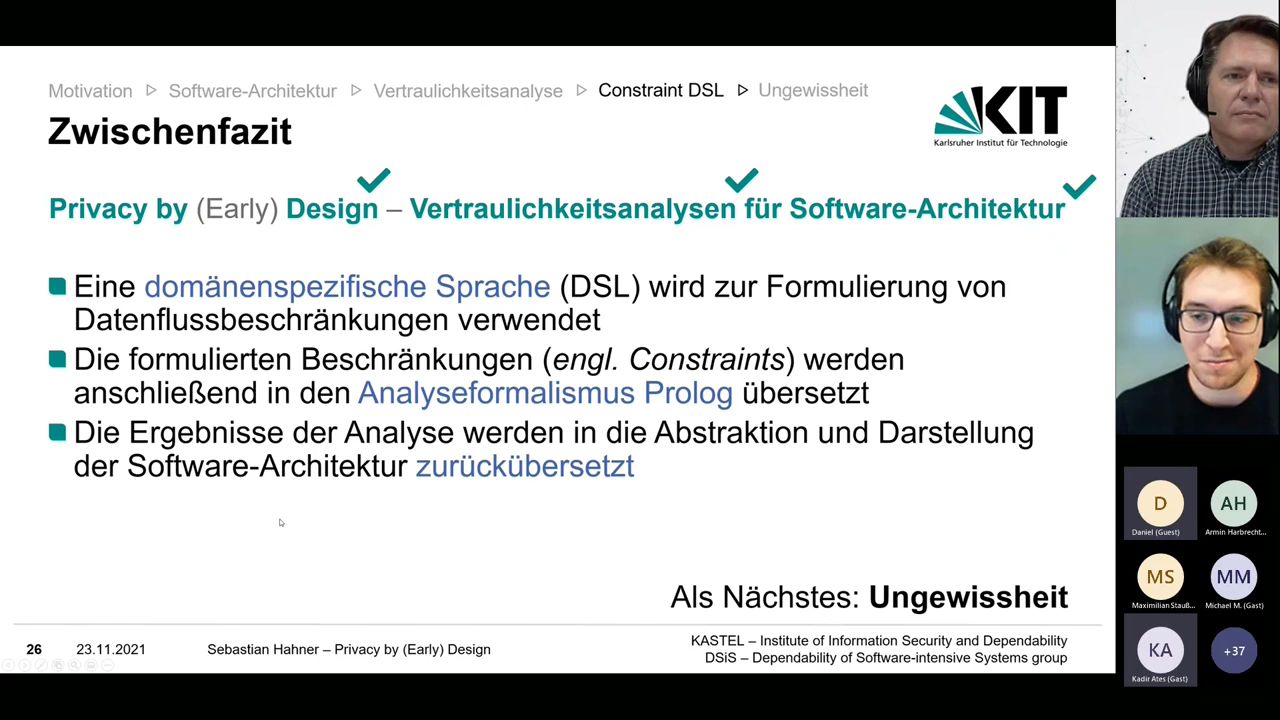 Motivation ▷ Software-Architektur ▷ Vertraulichkeitsanalyse ▷ Constraint DSL ▷ Ungewissheit
Zwischenfazit
KIT
Karlsruher Institut für Technologie
Privacy by (Early) Design – Vertraulichkeitsanalysen für Software-Architektur
Eine domänenspezifische Sprache (DSL) wird zur Formulierung von
Datenflussbeschränkungen verwendet
Die formulierten Beschränkungen (engl. Constraints) werden
anschließend in den Analyseformalismus Prolog übersetzt
Die Ergebnisse der Analyse werden in die Abstraktion und Darstellung
der Software-Architektur zurückübersetzt
Als Nächstes: Ungewissheit
26 23.11.2021 Sebastian Hahner – Privacy by (Early) Design
KASTEL – Institute of Information Security and Dependability
DSiS – Dependability of Software-intensive Systems group
D AH
Daniel (Guest) Armin Harbrecht...
MS MM
Maximilian Stauß... Michael M. (Gast)
KA +37
Kadir Ates (Gast)